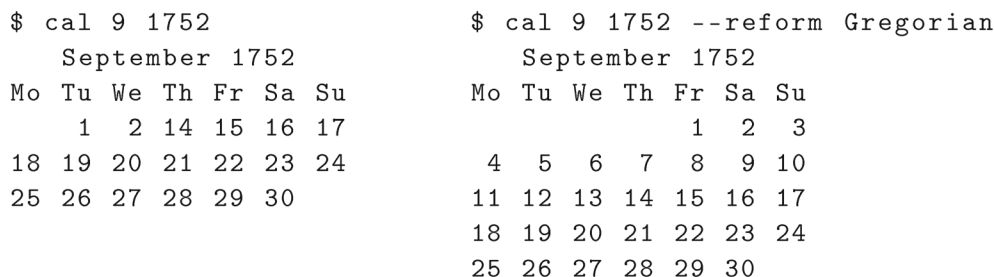 $ cal 9 1752
September 1752
Mo Tu We Th Fr Sa Su
1 2 14 15 16 17
18 19 20 21 22 23 24
25 26 27 28 29 30
$ cal 9 1752 --reform Gregorian
September 1752
Mo Tu We Th Fr Sa Su
1 2 3
4 5 6 7 8 9 10
11 12 13 14 15 16 17
18 19 20 21 22 23 24
25 26 27 28 29 30